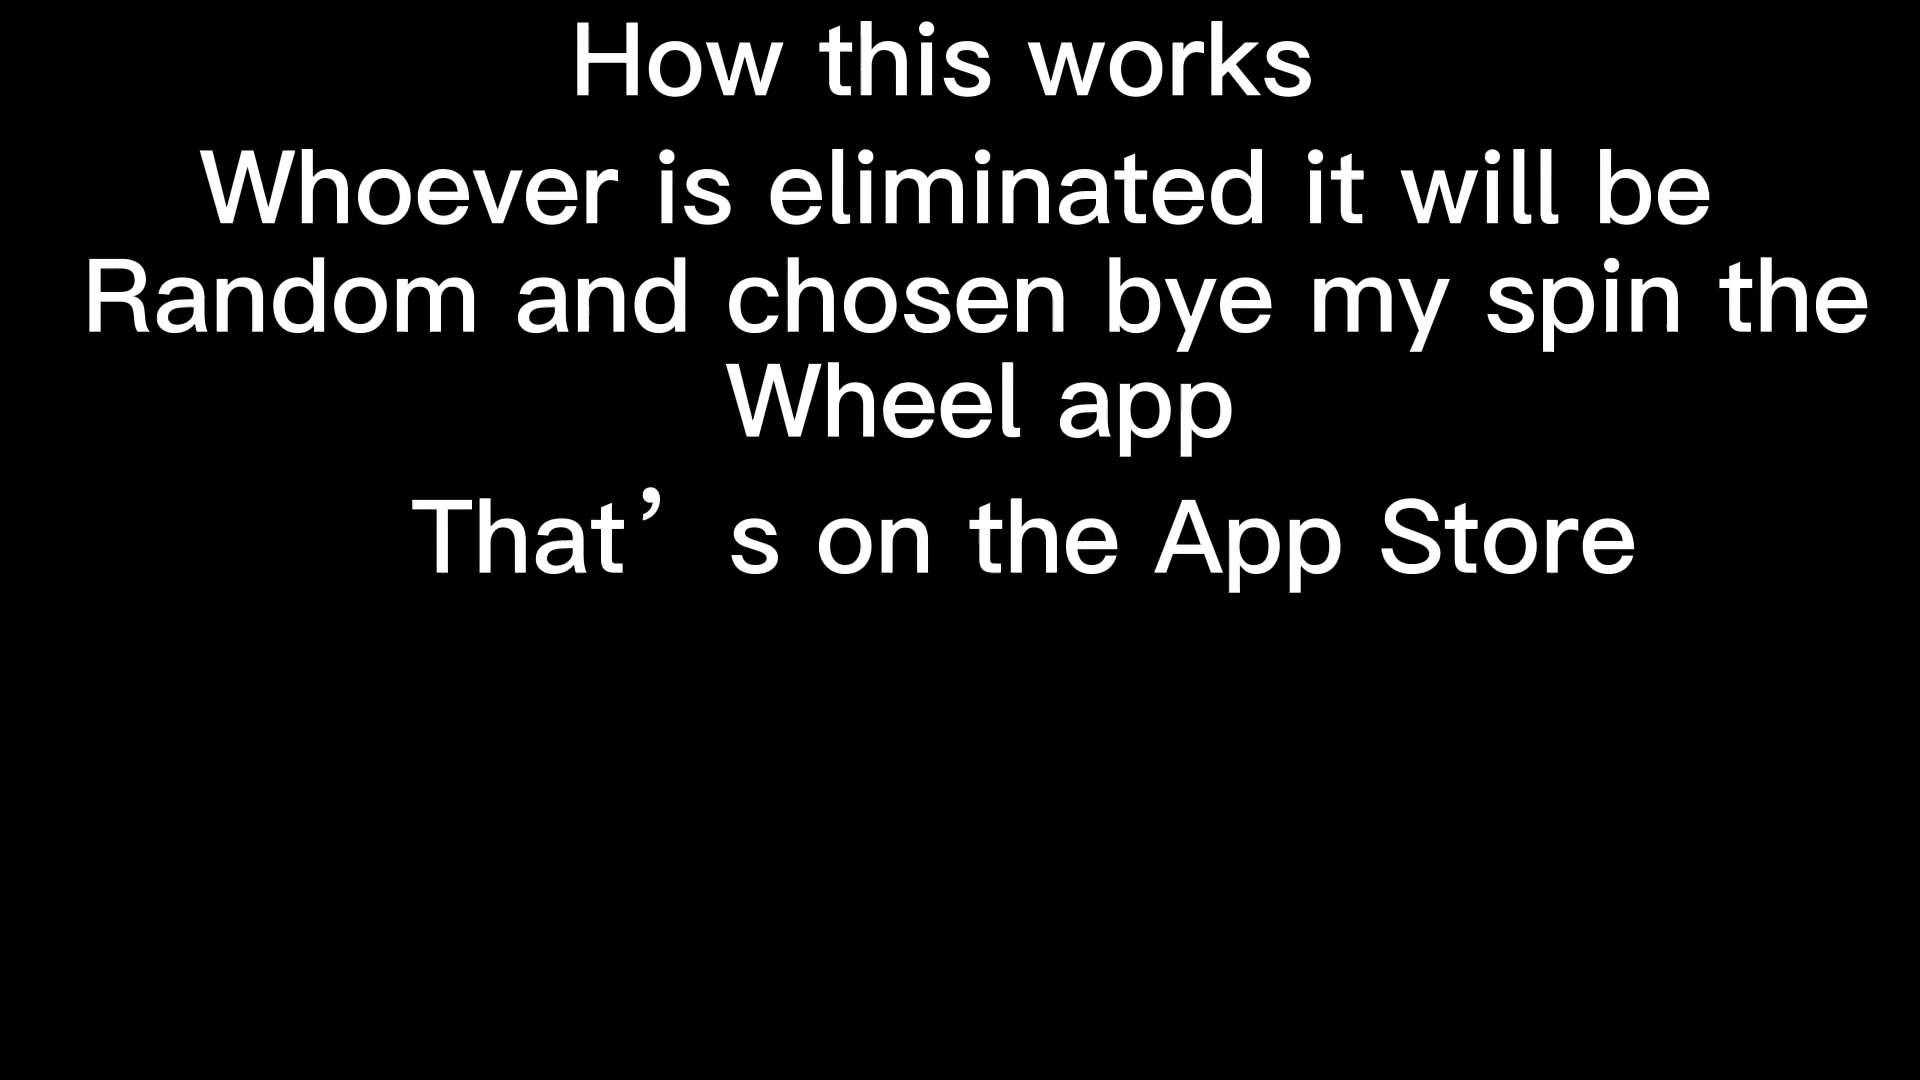 How this works
Whoever is eliminated it will be
Random and chosen bye my spin the
Wheel app
That’s on the App Store